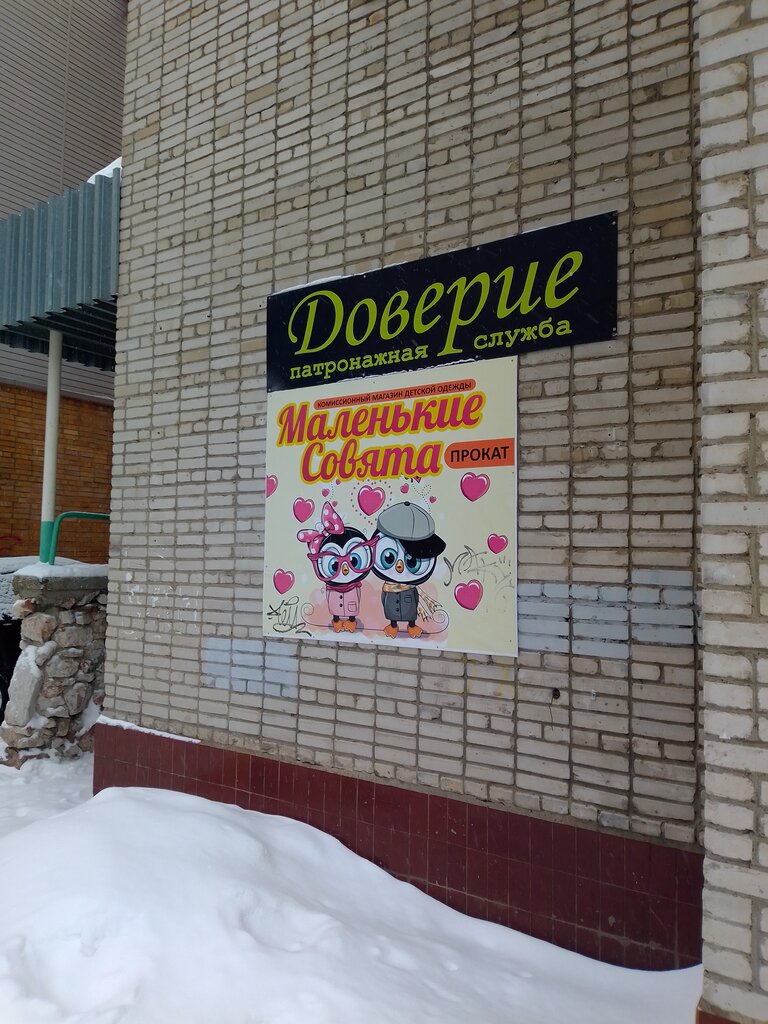 Доверие
патронажная служба
КОМИССИОННЫЙ МАГАЗИН ДЕТСКОЙ ОДЕЖДЫ
Маленькие
Совята
ПРОКАТ